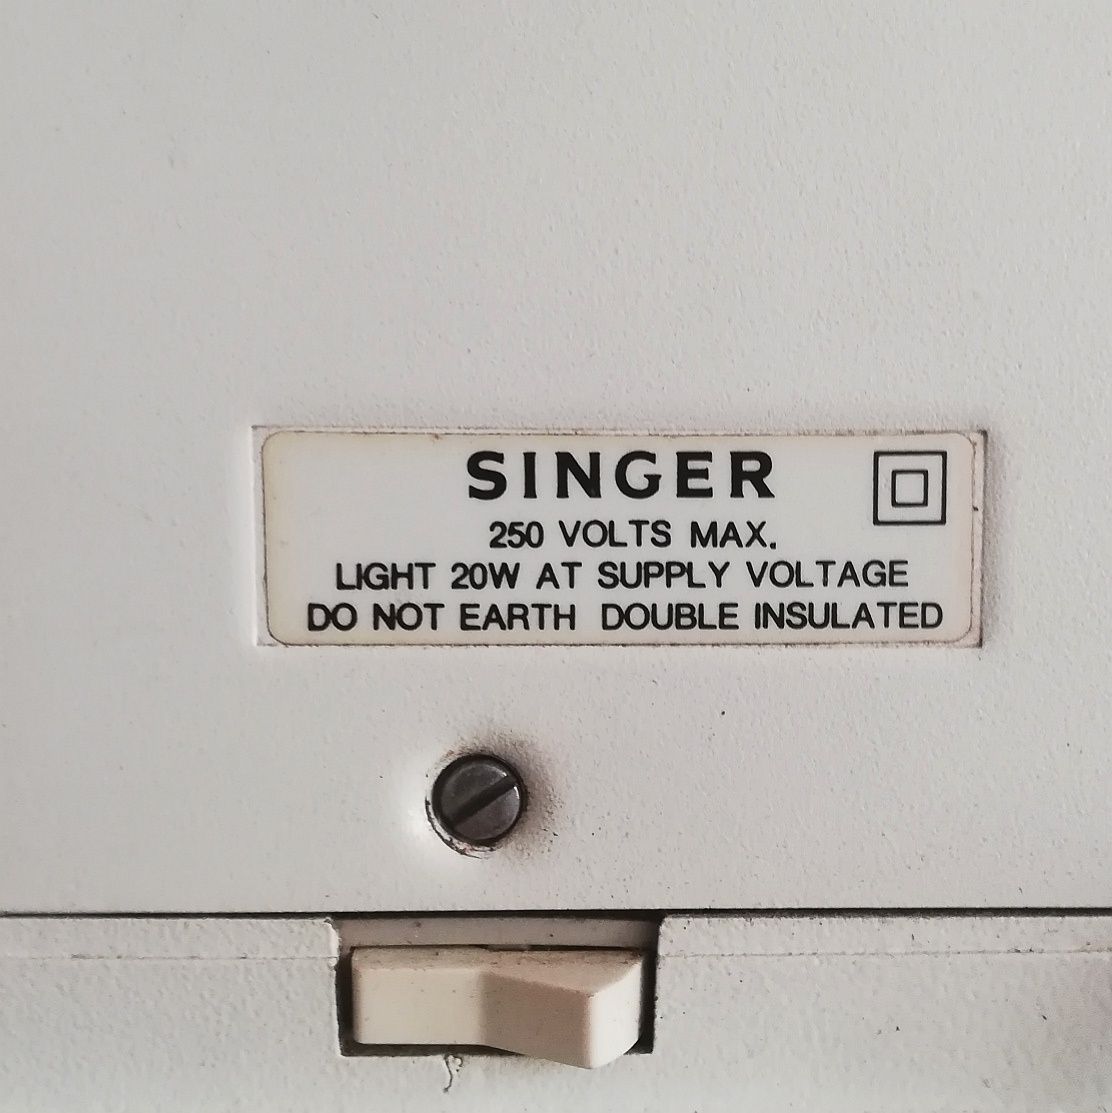 SINGER
250 VOLTS MAX.
LIGHT 20W AT SUPPLY VOLTAGE
DO NOT EARTH DOUBLE INSULATED